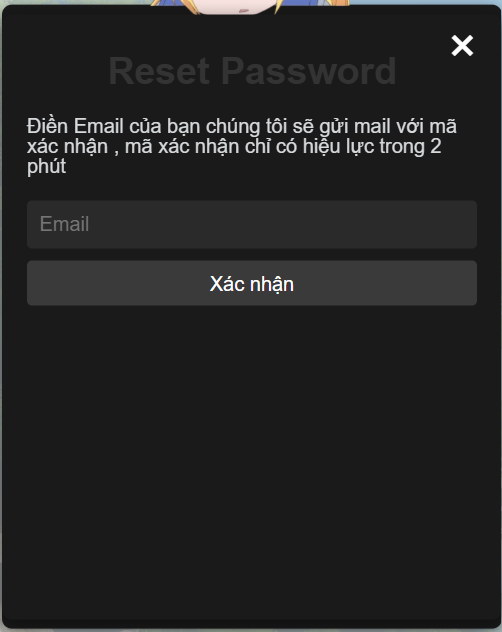 Reset Password
Điền Email của bạn chúng tôi sẽ gửi mail với mã
xác nhận , mã xác nhận chỉ có hiệu lực trong 2
phút
Email
Xác nhận